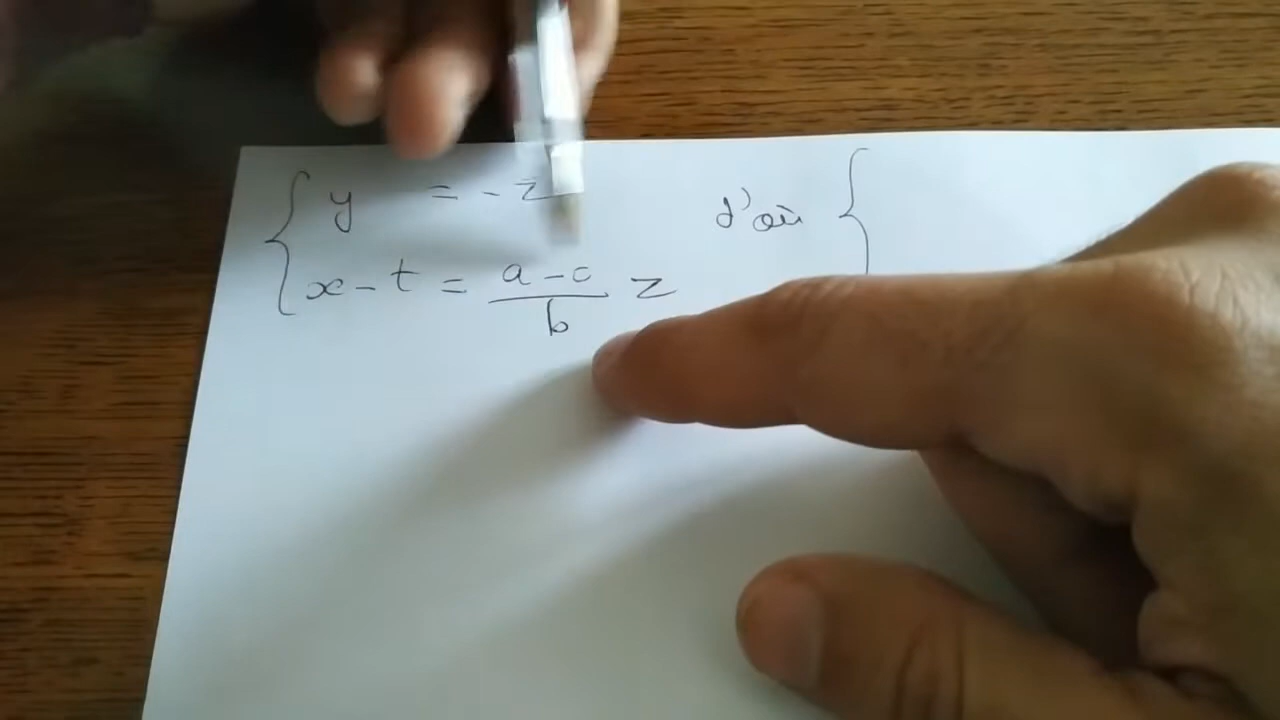 { y = - z
d'où {
x - t = a - c / b z